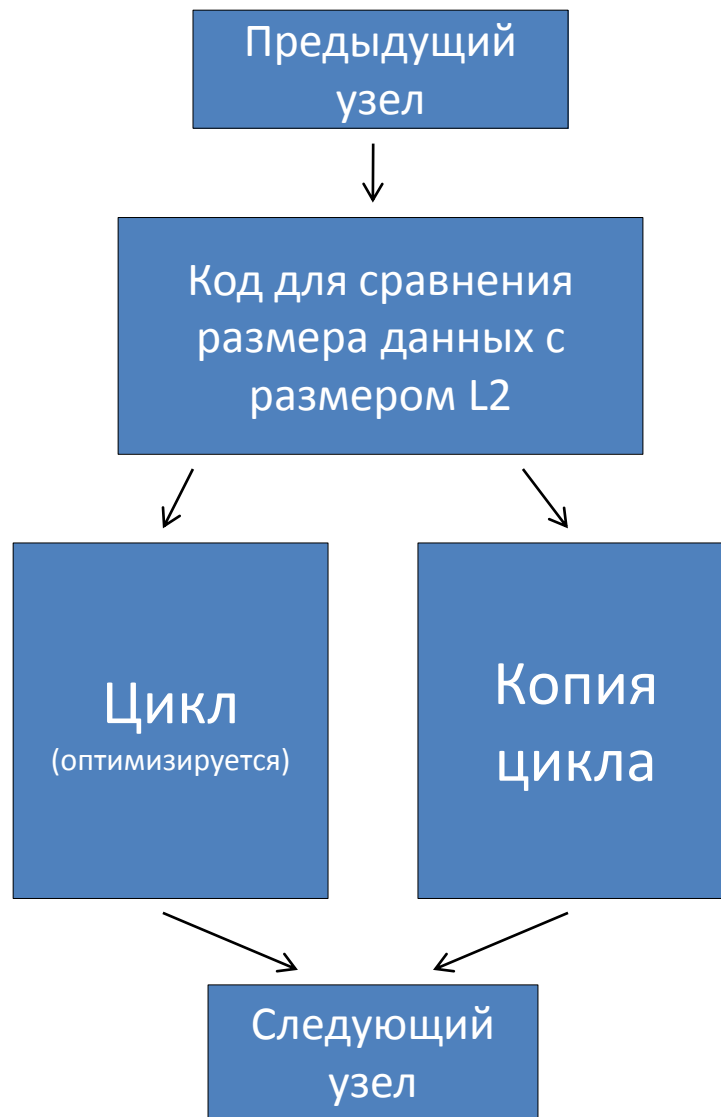 Предыдущий
узел
Код для сравнения
размера данных с
размером L2
Цикл
(оптимизируется)
Копия
цикла
Следующий
узел